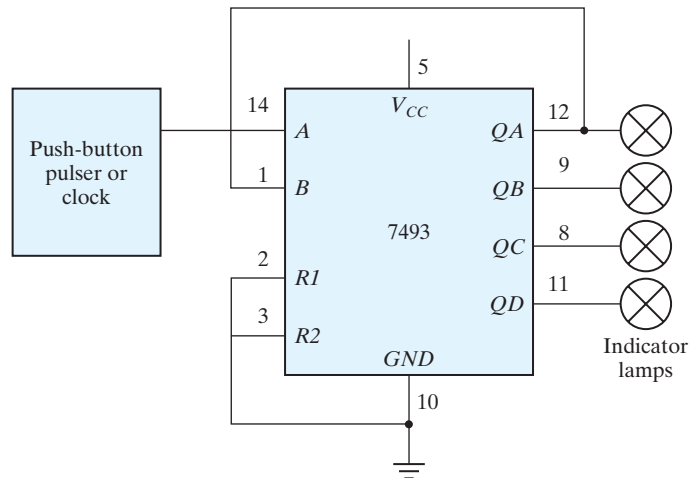 5
14
V_CC
12
A
QA
Push-button
pulser or
clock
1
B
9
QB
7493
8
QC
2
R1
11
QD
3
R2
Indicator
lamps
GND
10